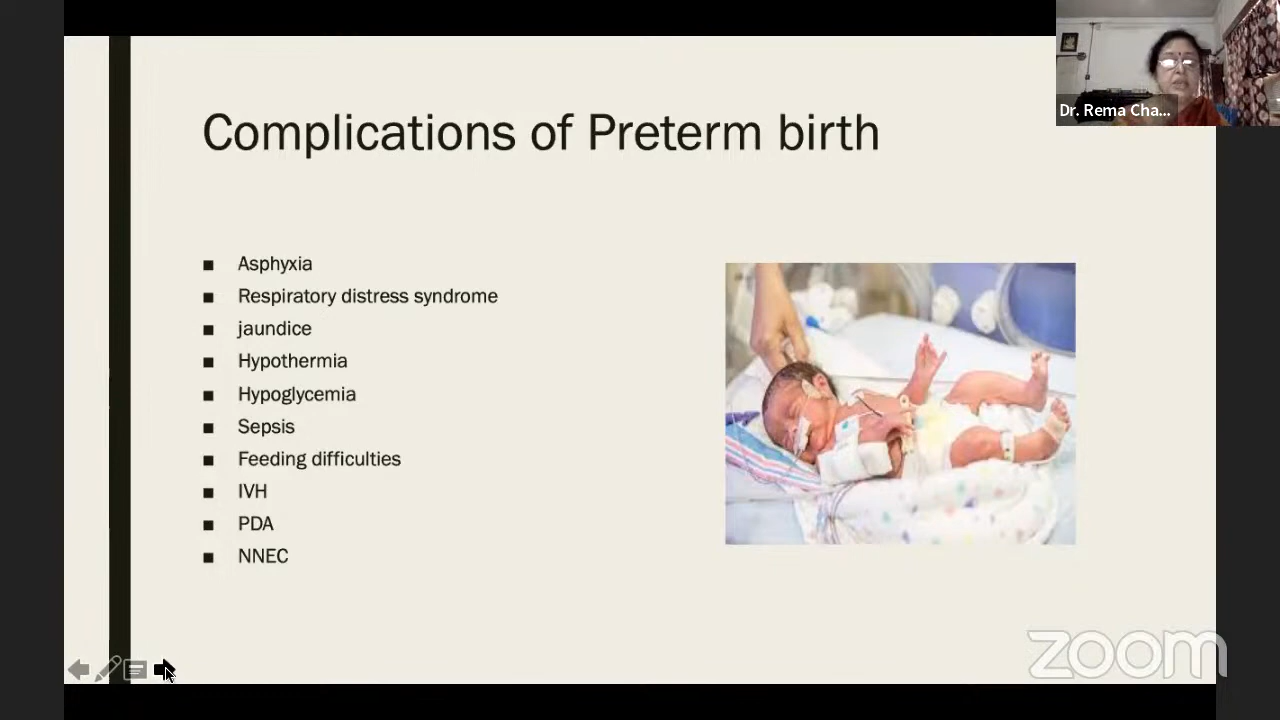 Dr. Rema Cha...
Complications of Preterm birth
■ Asphyxia
■ Respiratory distress syndrome
■ jaundice
■ Hypothermia
■ Hypoglycemia
■ Sepsis
■ Feeding difficulties
■ IVH
■ PDA
■ NNEC
zoom